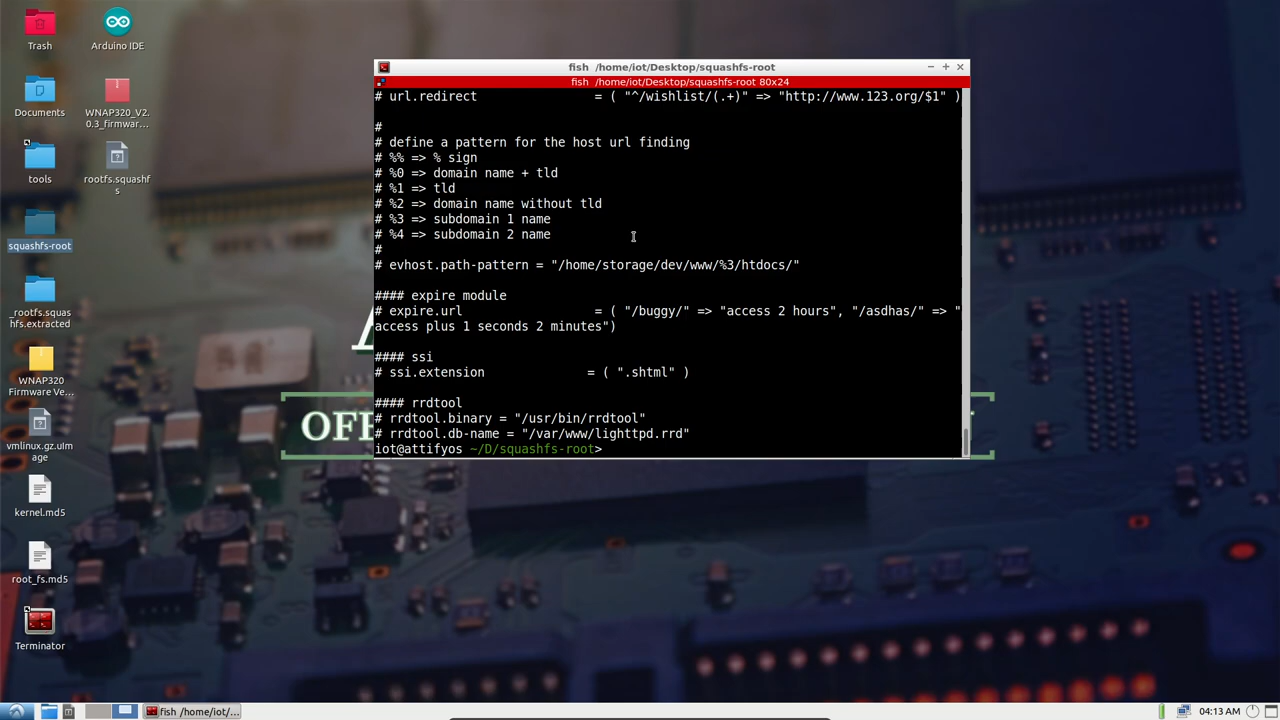 Trash
Arduino IDE
Documents
WNAP320_V2.
0.3_firmwar...
tools
rootfs.squashf
s
squashfs-root
_rootfs.squas
hfs.extracted
WNAP320
Firmware Ve...
vmlinux.gz.uIm
age
kernel.md5
root_fs.md5
Terminator
fish /home/iot/Desktop/squashfs-root
fish /home/iot/Desktop/squashfs-root 80x24
# url.redirect = ( "^/wishlist/(.+)" => "http://www.123.org/$1" )
#
# define a pattern for the host url finding
# %% => % sign
# %0 => domain name + tld
# %1 => tld
# %2 => domain name without tld
# %3 => subdomain 1 name
# %4 => subdomain 2 name
#
# evhost.path-pattern = "/home/storage/dev/www/%3/htdocs/"
#### expire module
# expire.url = ( "/buggy/" => "access 2 hours", "/asdhas/" => "
access plus 1 seconds 2 minutes")
#### ssi
# ssi.extension = ( ".shtml" )
#### rrdtool
# rrdtool.binary = "/usr/bin/rrdtool"
# rrdtool.db-name = "/var/www/lighttpd.rrd"
iot@attifyos ~/D/squashfs-root>
fish /home/iot/...
04:13 AM